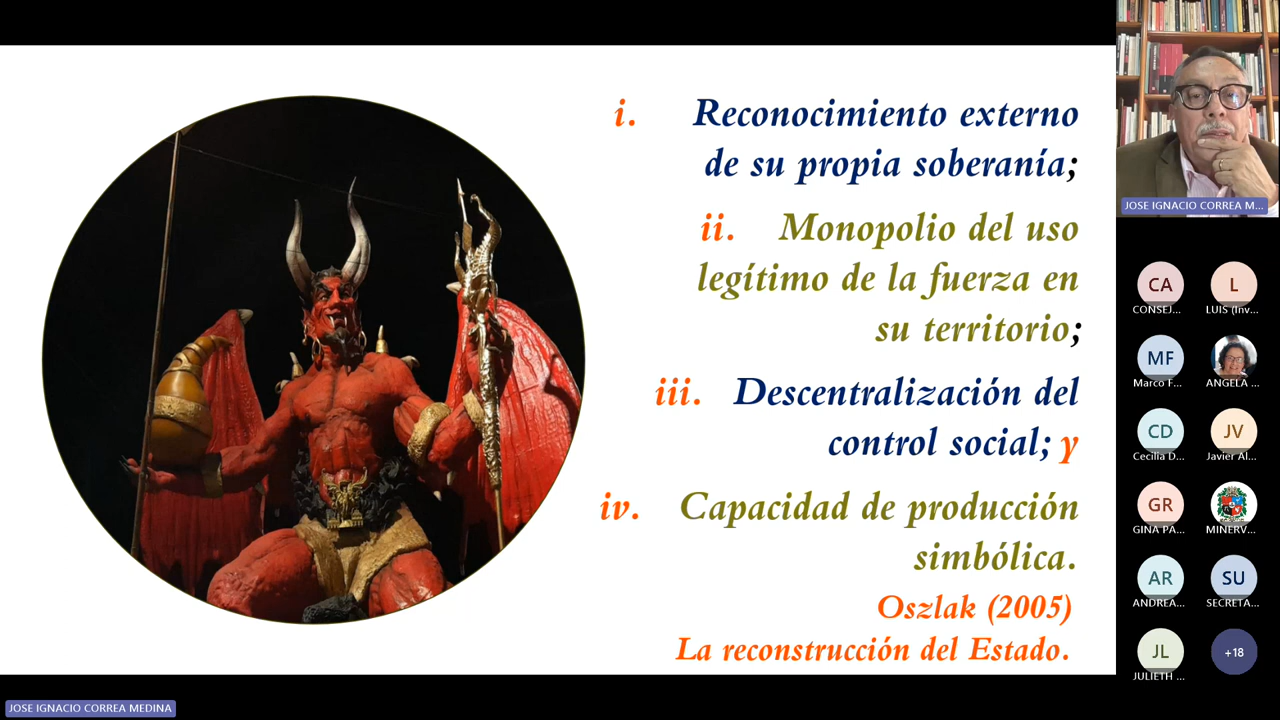 i. Reconocimiento externo
de su propia soberanía;
ii. Monopolio del uso
legítimo de la fuerza en
su territorio;
iii. Descentralización del
control social; y
iv. Capacidad de producción
simbólica.
Oszlak (2005)
La reconstrucción del Estado.
JOSE IGNACIO CORREA M...
CA
CONSEJ...
L
LUIS (Inv...
MF
Marco F...
ANGELA ...
CD
Cecilia D...
JV
Javier Al...
GR
GINA PA...
MINERV...
AR
ANDREA...
SU
SECRETA...
JL
JULIETH ...
+18
JOSE IGNACIO CORREA MEDINA